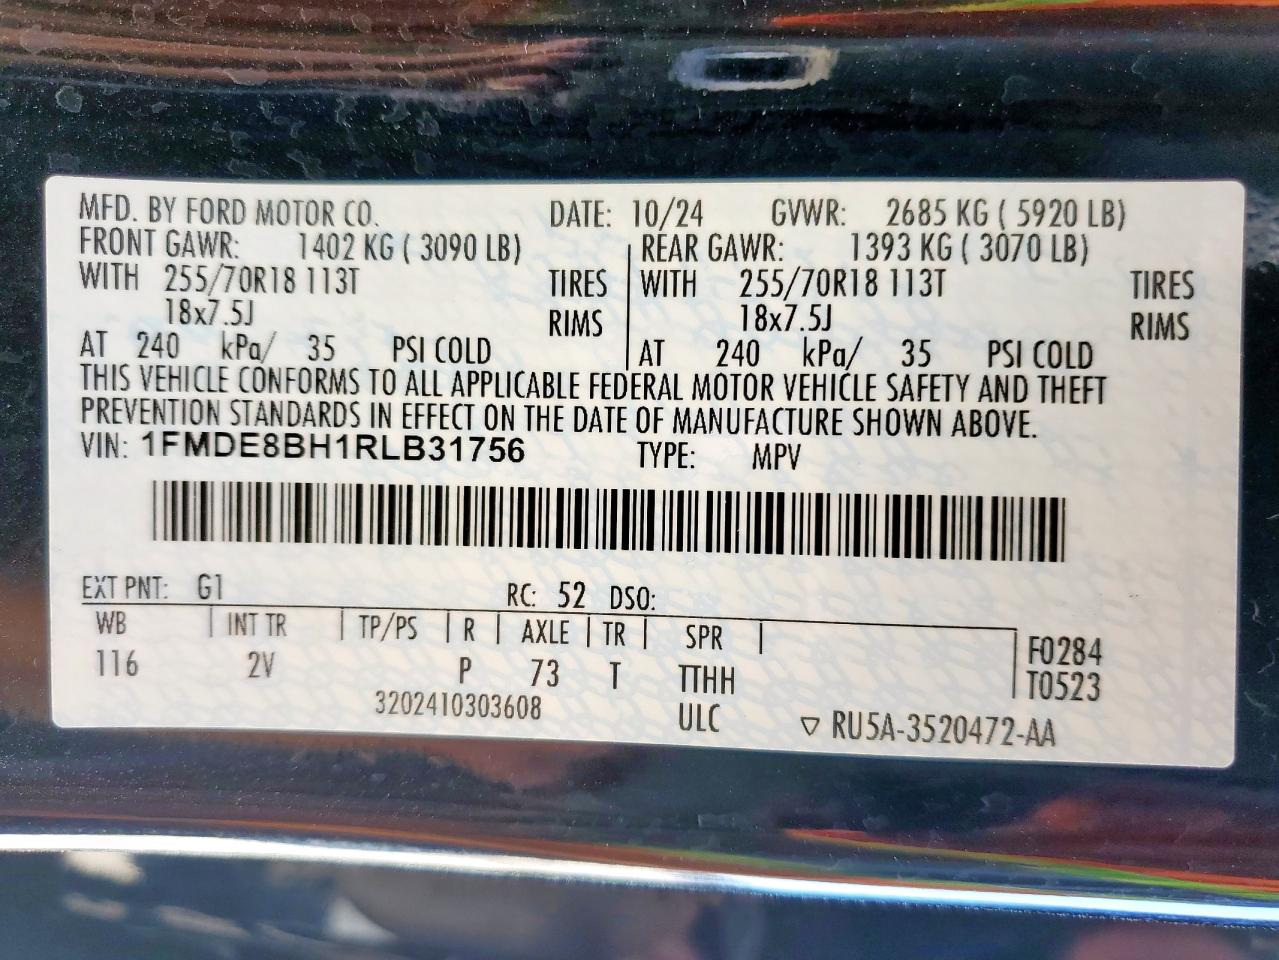 MFD. BY FORD MOTOR CO. DATE: 10/24 GVWR: 2685 KG ( 5920 LB)
FRONT GAWR: 1402 KG ( 3090 LB) REAR GAWR: 1393 KG ( 3070 LB)
WITH 255/70R18 113T TIRES WITH 255/70R18 113T TIRES
18x7.5J RIMS 18x7.5J RIMS
AT 240 kPa/ 35 PSI COLD AT 240 kPa/ 35 PSI COLD
THIS VEHICLE CONFORMS TO ALL APPLICABLE FEDERAL MOTOR VEHICLE SAFETY AND THEFT
PREVENTION STANDARDS IN EFFECT ON THE DATE OF MANUFACTURE SHOWN ABOVE.
VIN: 1FMDE8BH1RLB31756 TYPE: MPV
EXT PNT: G1 RC: 52 DSO:
WB INT TR TP/PS R AXLE TR SPR F0284
116 2V P 73 T TTHH T0523
3202410303608 ULC ▽ RU5A-3520472-AA